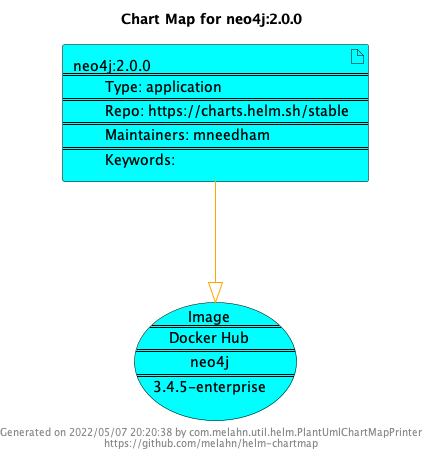 Chart Map for neo4j:2.0.0
neo4j:2.0.0
Type: application
Repo: https://charts.helm.sh/stable
Maintainers: mneedham
Keywords:
Image
Docker Hub
neo4j
3.4.5-enterprise
Generated on 2022/05/07 20:20:38 by com.melahn.util.helm.PlantUmlChartMapPrinter
https://github.com/melahn/helm-chartmap